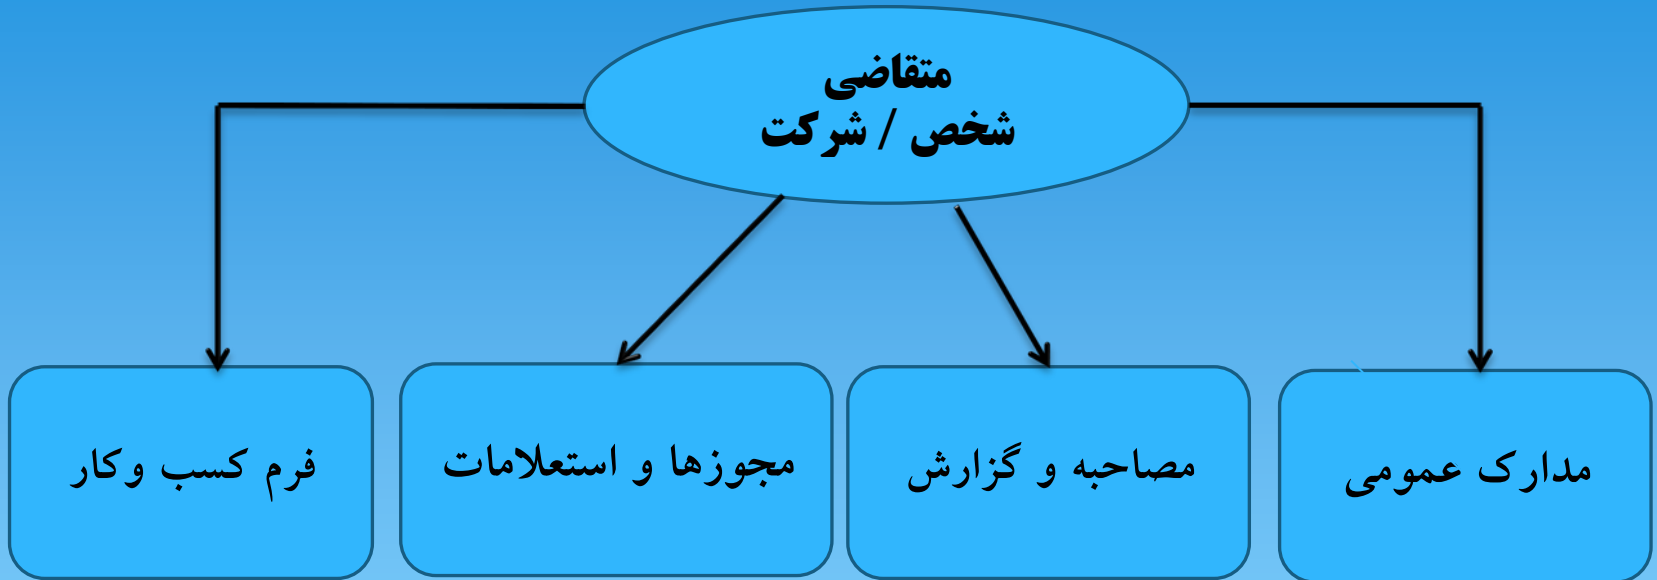 متقاضی
شخص / شرکت
مدارک عمومی
مصاحبه و گزارش
مجوزها و استعلامات
فرم کسب وکار